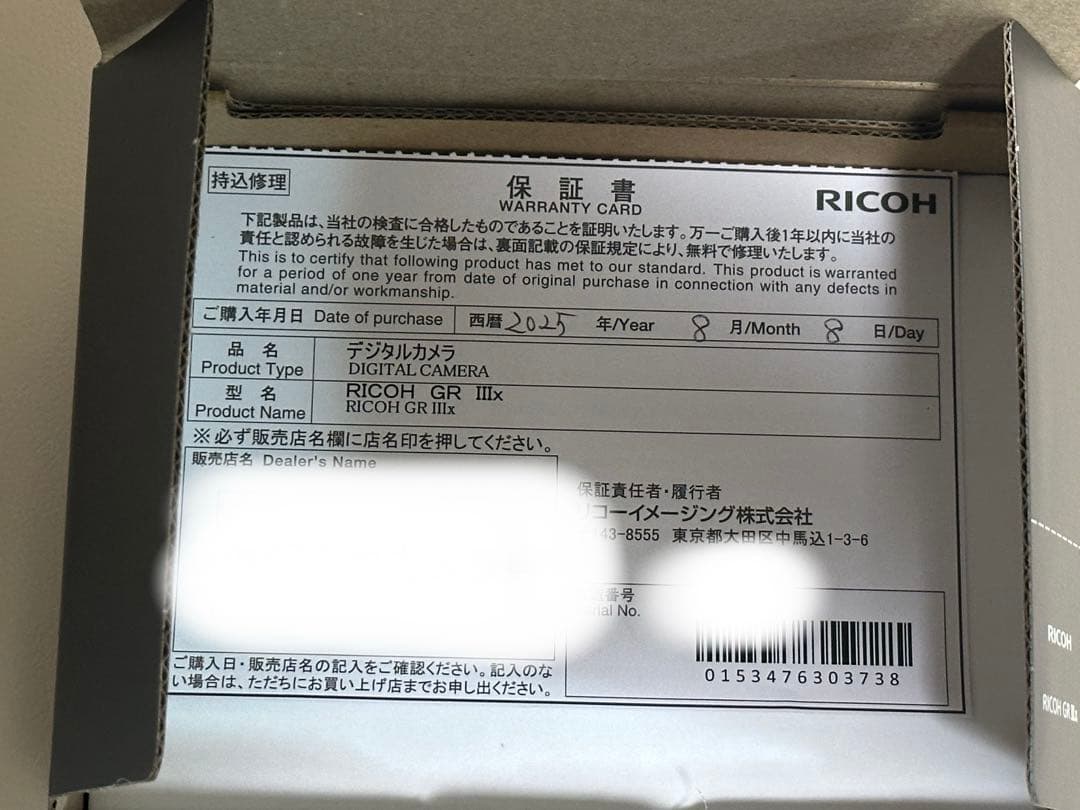 持込修理
保証書
WARRANTY CARD
RICOH
下記製品は、当社の検査に合格したものであることを証明いたします。万一ご購入後1年以内に当社の
責任と認められる故障を生じた場合は、裏面記載の保証規定により、無料で修理いたします。
This is to certify that following product has met to our standard. This product is warranted
for a period of one year from date of original purchase in connection with any defects in
material and/or workmanship.
ご購入年月日 Date of purchase 西暦 2025 年/Year 8 月/Month 8 日/Day
品名 デジタルカメラ
Product Type DIGITAL CAMERA
型名 RICOH GR IIIx
Product Name RICOH GR IIIx
※必ず販売店名欄に店名印を押してください。
販売店名 Dealer's Name
保証責任者・履行者
リコーイメージング株式会社
43-8555 東京都大田区中馬込1-3-6
番号
rial No.
0153476303738
ご購入日・販売店名の記入をご確認ください。記入のな
い場合は、ただちにお買い上げ店までお申し出ください。
RICOH
RICOH GR IIIx